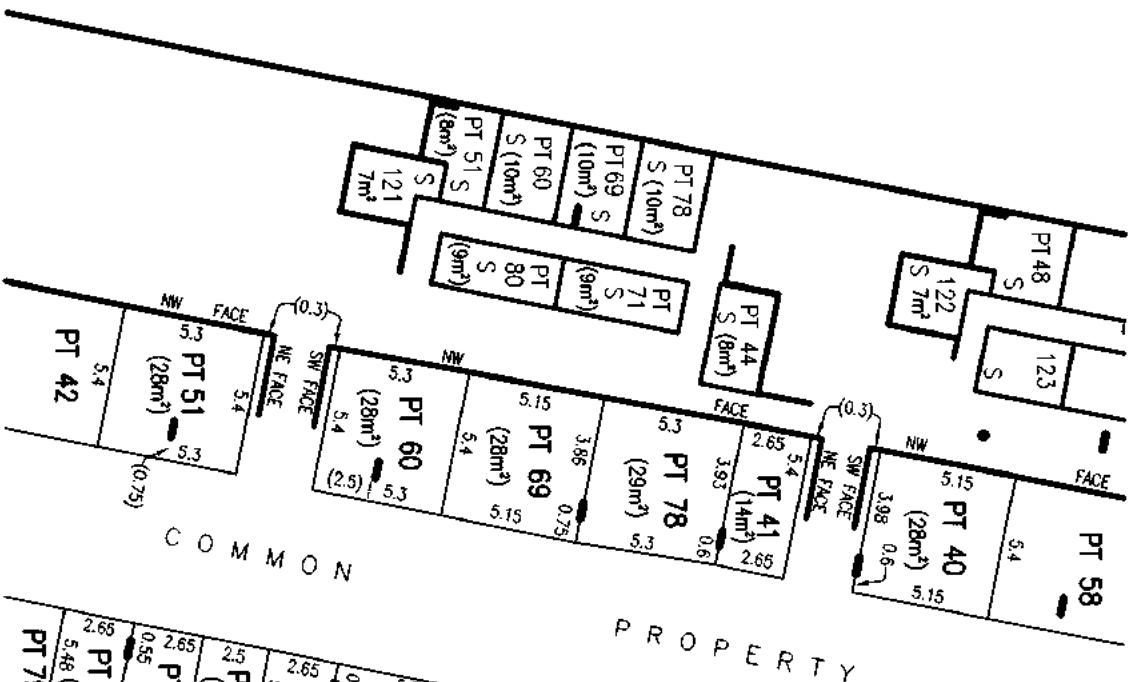 PT 51
S
(8m²)
PT 60
S (10m²)
PT 69
S
(10m²)
PT 78
S (10m²)
121
S
7m²
PT
80
S
(9m²)
PT
71
S
(9m²)
PT 44
S (8m²)
PT 48
S
122
S 7m²
123
S
NW FACE
(0.3)
NE FACE
SW FACE
NW FACE
(0.3)
NE FACE
SW FACE
NW FACE
PT 42
5.4
5.3
PT 51
(28m²)
5.4
5.3
(0.75)
5.3
5.4
PT 60
(28m²)
(2.5)
5.3
5.4
5.15
PT 69
(28m²)
5.15
3.86
0.75
5.3
PT 78
(29m²)
5.3
3.93
0.6
2.65
5.4
PT 41
(14m²)
2.65
3.98
0.6
5.15
PT 40
(28m²)
5.15
5.4
PT 58
COMMON
PROPERTY
2.65
5.48
PT
2.65
0.55
2.5
2.65